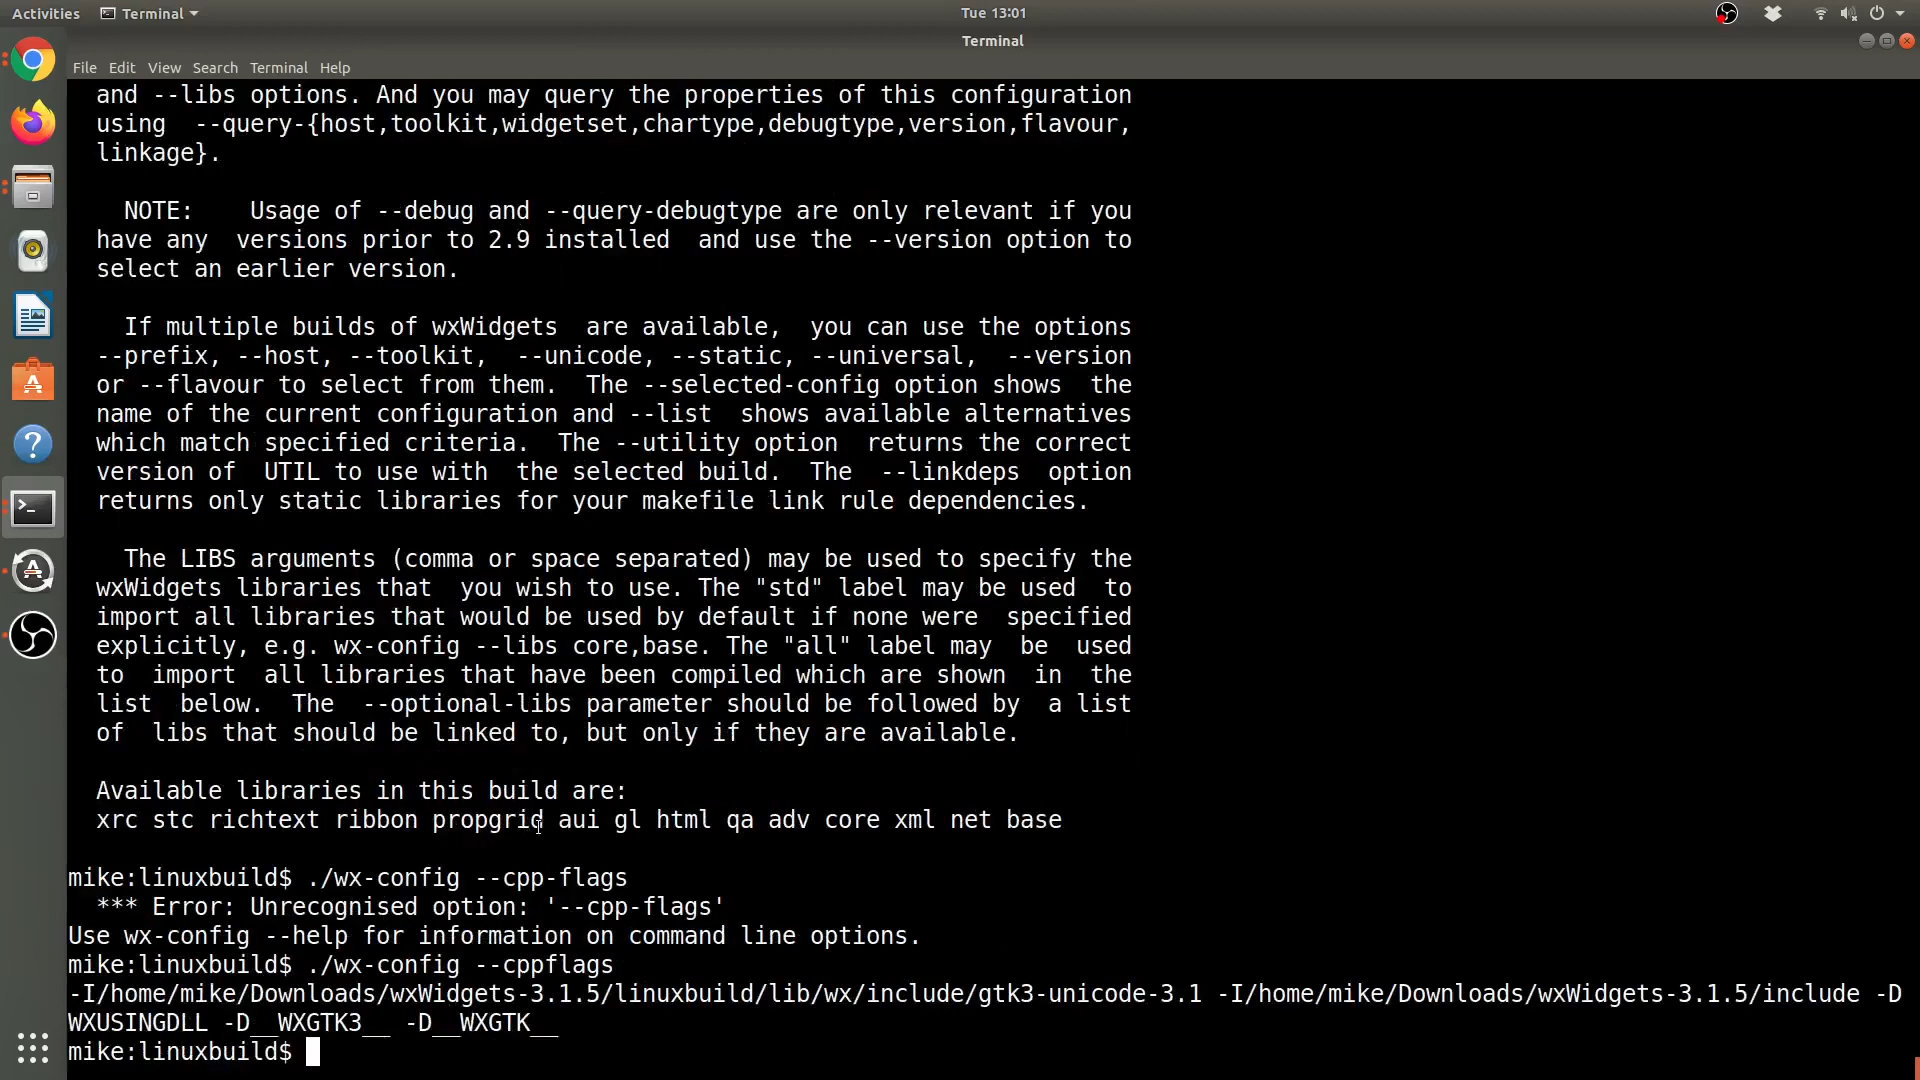 Activities Terminal Tue 13:01
Terminal
File Edit View Search Terminal Help
and --libs options. And you may query the properties of this configuration
using --query-{host,toolkit,widgetset,chartype,debugtype,version,flavour,
linkage}.
NOTE: Usage of --debug and --query-debugtype are only relevant if you
have any versions prior to 2.9 installed and use the --version option to
select an earlier version.
If multiple builds of wxWidgets are available, you can use the options
--prefix, --host, --toolkit, --unicode, --static, --universal, --version
or --flavour to select from them. The --selected-config option shows the
name of the current configuration and --list shows available alternatives
which match specified criteria. The --utility option returns the correct
version of UTIL to use with the selected build. The --linkdeps option
returns only static libraries for your makefile link rule dependencies.
The LIBS arguments (comma or space separated) may be used to specify the
wxWidgets libraries that you wish to use. The "std" label may be used to
import all libraries that would be used by default if none were specified
explicitly, e.g. wx-config --libs core,base. The "all" label may be used
to import all libraries that have been compiled which are shown in the
list below. The --optional-libs parameter should be followed by a list
of libs that should be linked to, but only if they are available.
Available libraries in this build are:
xrc stc richtext ribbon propgrid aui gl html qa adv core xml net base
mike:linuxbuild$ ./wx-config --cpp-flags
*** Error: Unrecognised option: '--cpp-flags'
Use wx-config --help for information on command line options.
mike:linuxbuild$ ./wx-config --cppflags
-I/home/mike/Downloads/wxWidgets-3.1.5/linuxbuild/lib/wx/include/gtk3-unicode-3.1 -I/home/mike/Downloads/wxWidgets-3.1.5/include -D
WXUSINGDLL -D__WXGTK3__ -D__WXGTK__
mike:linuxbuild$